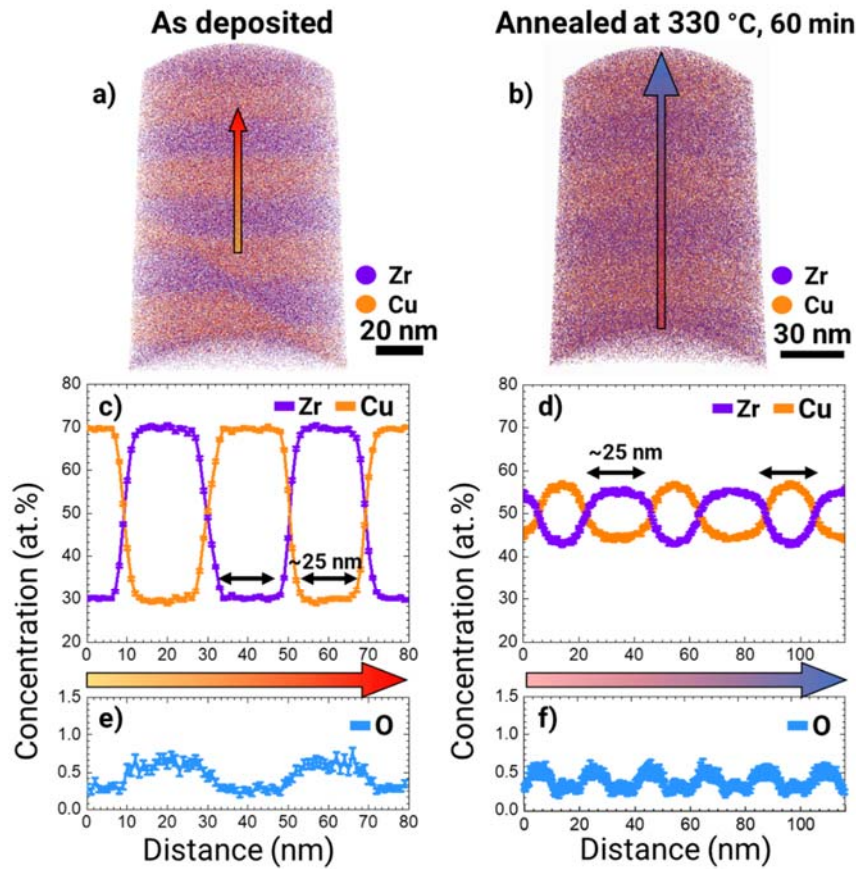 As deposited
Annealed at 330 °C, 60 min
a)
b)
Zr
Cu
20 nm
Zr
Cu
30 nm
Concentration (at.%)
80
70
60
50
40
30
20
c)
Zr
Cu
~25 nm
0 10 20 30 40 50 60 70 80
Concentration (at.%)
80
70
60
50
40
30
20
d)
Zr
Cu
~25 nm
0 20 40 60 80 100
1.5
1.0
0.5
0.0
e)
O
0 10 20 30 40 50 60 70 80
Distance (nm)
1.5
1.0
0.5
0.0
f)
O
0 20 40 60 80 100
Distance (nm)